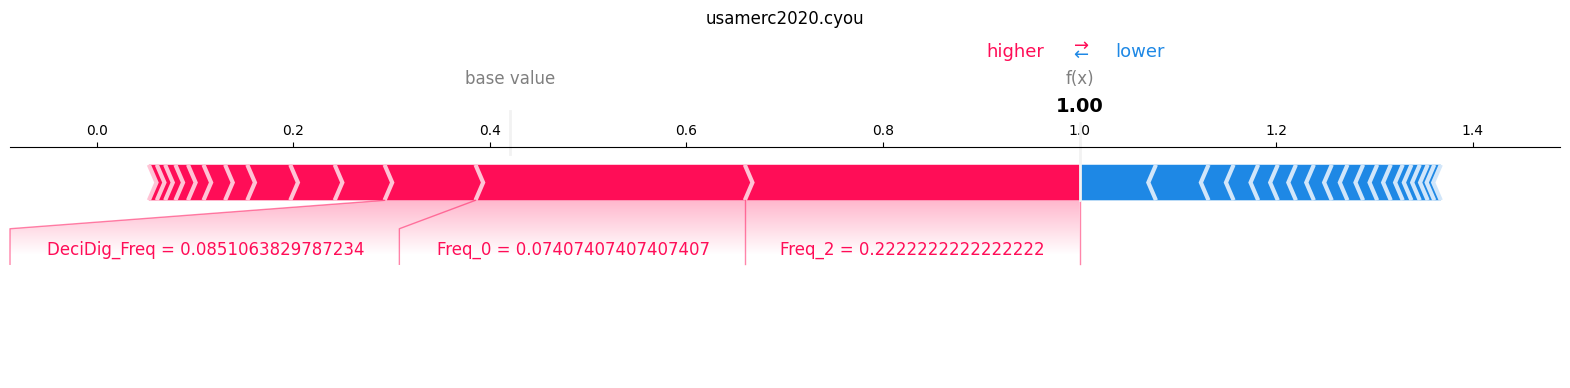 usamerc2020.cyou
higher ⇄ lower
base value f(x)
1.00
0.0 0.2 0.4 0.6 0.8 1.0 1.2 1.4
DeciDig_Freq = 0.0851063829787234 Freq_0 = 0.07407407407407407 Freq_2 = 0.2222222222222222